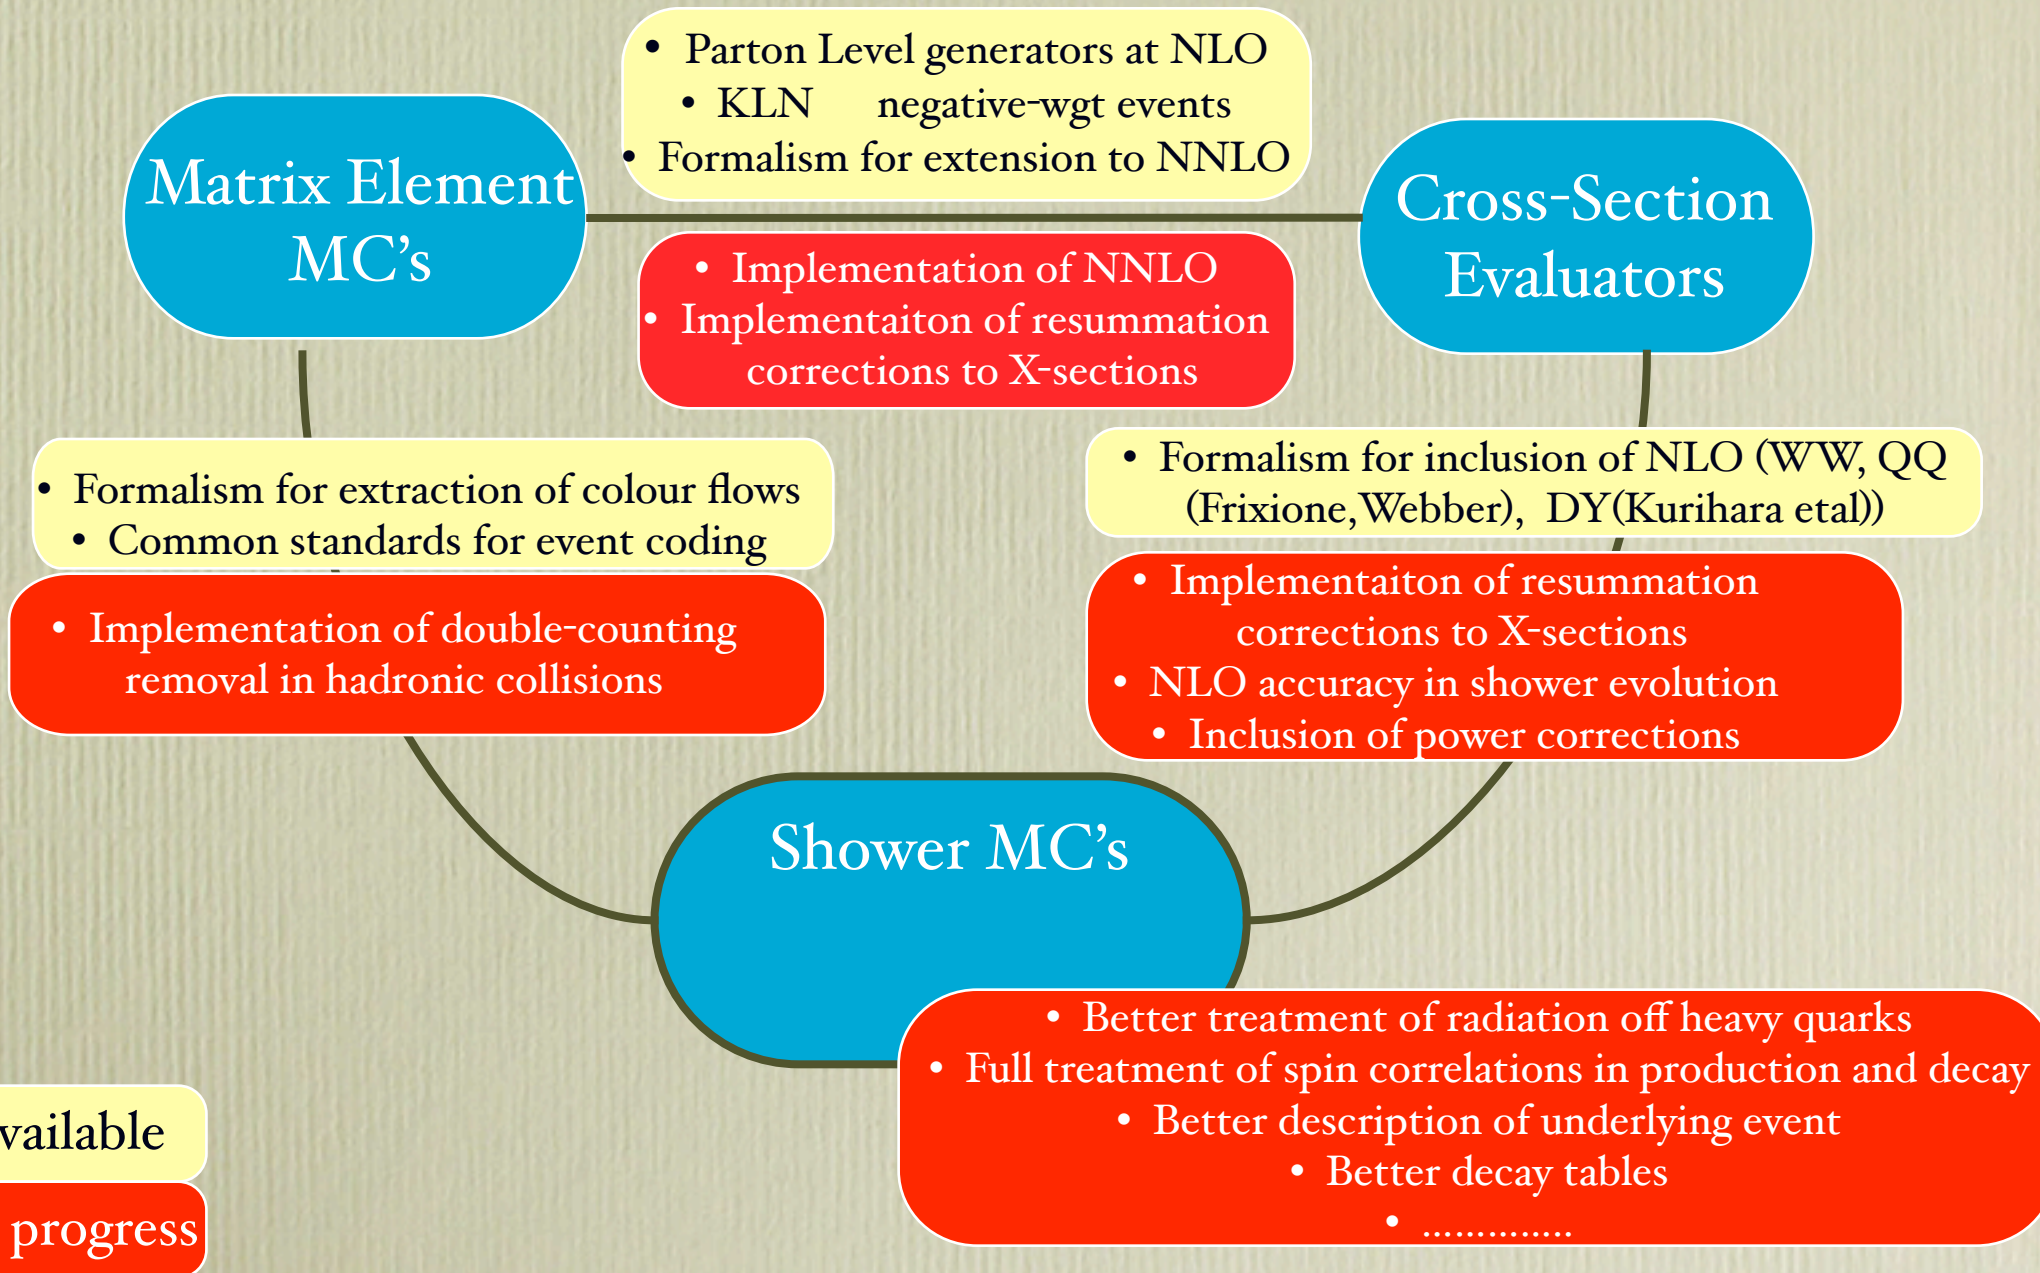 • Parton Level generators at NLO
• KLN negative-wgt events
• Formalism for extension to NNLO
Matrix Element
MC's
Cross-Section
Evaluators
• Implementation of NNLO
• Implementaiton of resummation
corrections to X-sections
• Formalism for extraction of colour flows
• Common standards for event coding
• Formalism for inclusion of NLO (WW, QQ
(Frixione,Webber), DY(Kurihara etal))
• Implementation of double-counting
removal in hadronic collisions
• Implementaiton of resummation
corrections to X-sections
• NLO accuracy in shower evolution
• Inclusion of power corrections
Shower MC's
• Better treatment of radiation off heavy quarks
• Full treatment of spin correlations in production and decay
• Better description of underlying event
• Better decay tables
• ..............
vailable
progress